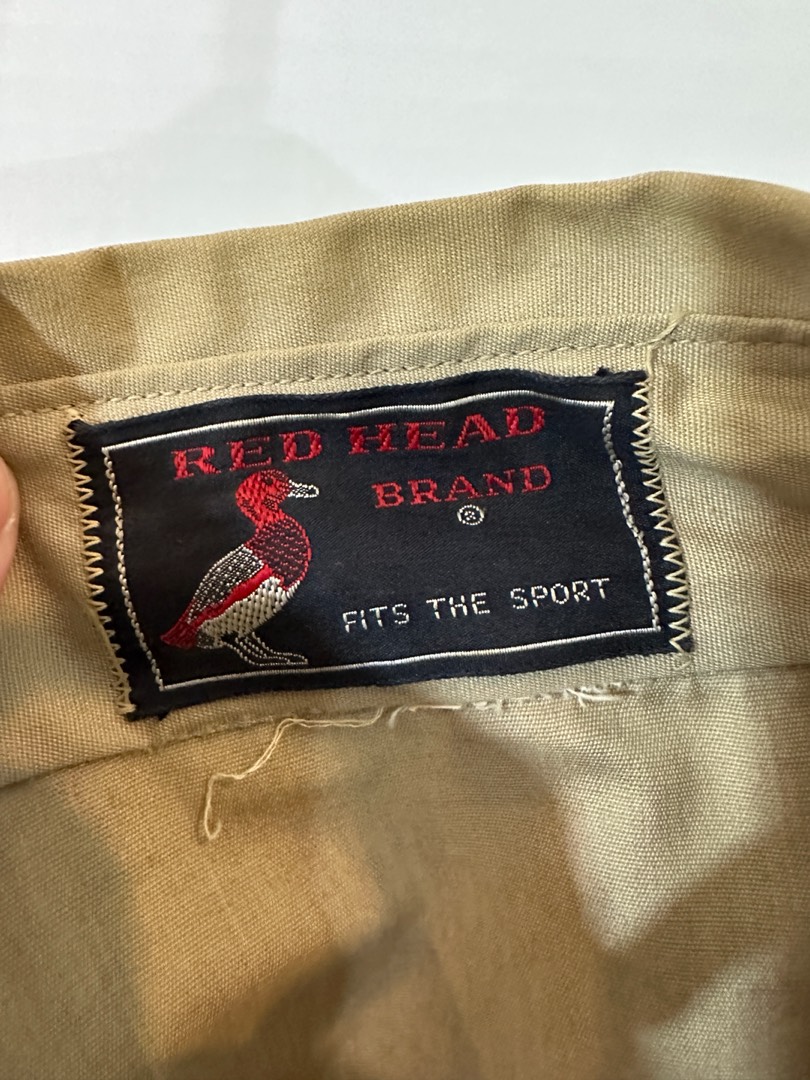 RED HEAD
BRAND
®
FITS THE SPORT